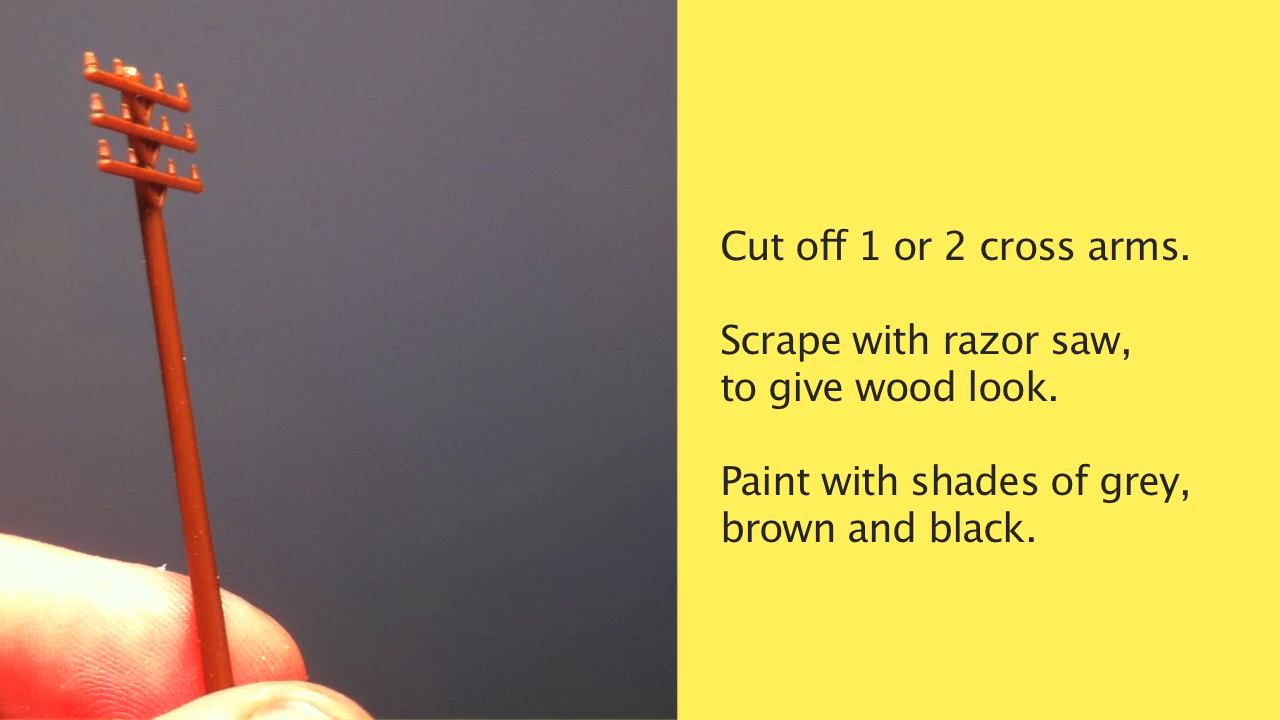 Cut off 1 or 2 cross arms.
Scrape with razor saw,
to give wood look.
Paint with shades of grey,
brown and black.